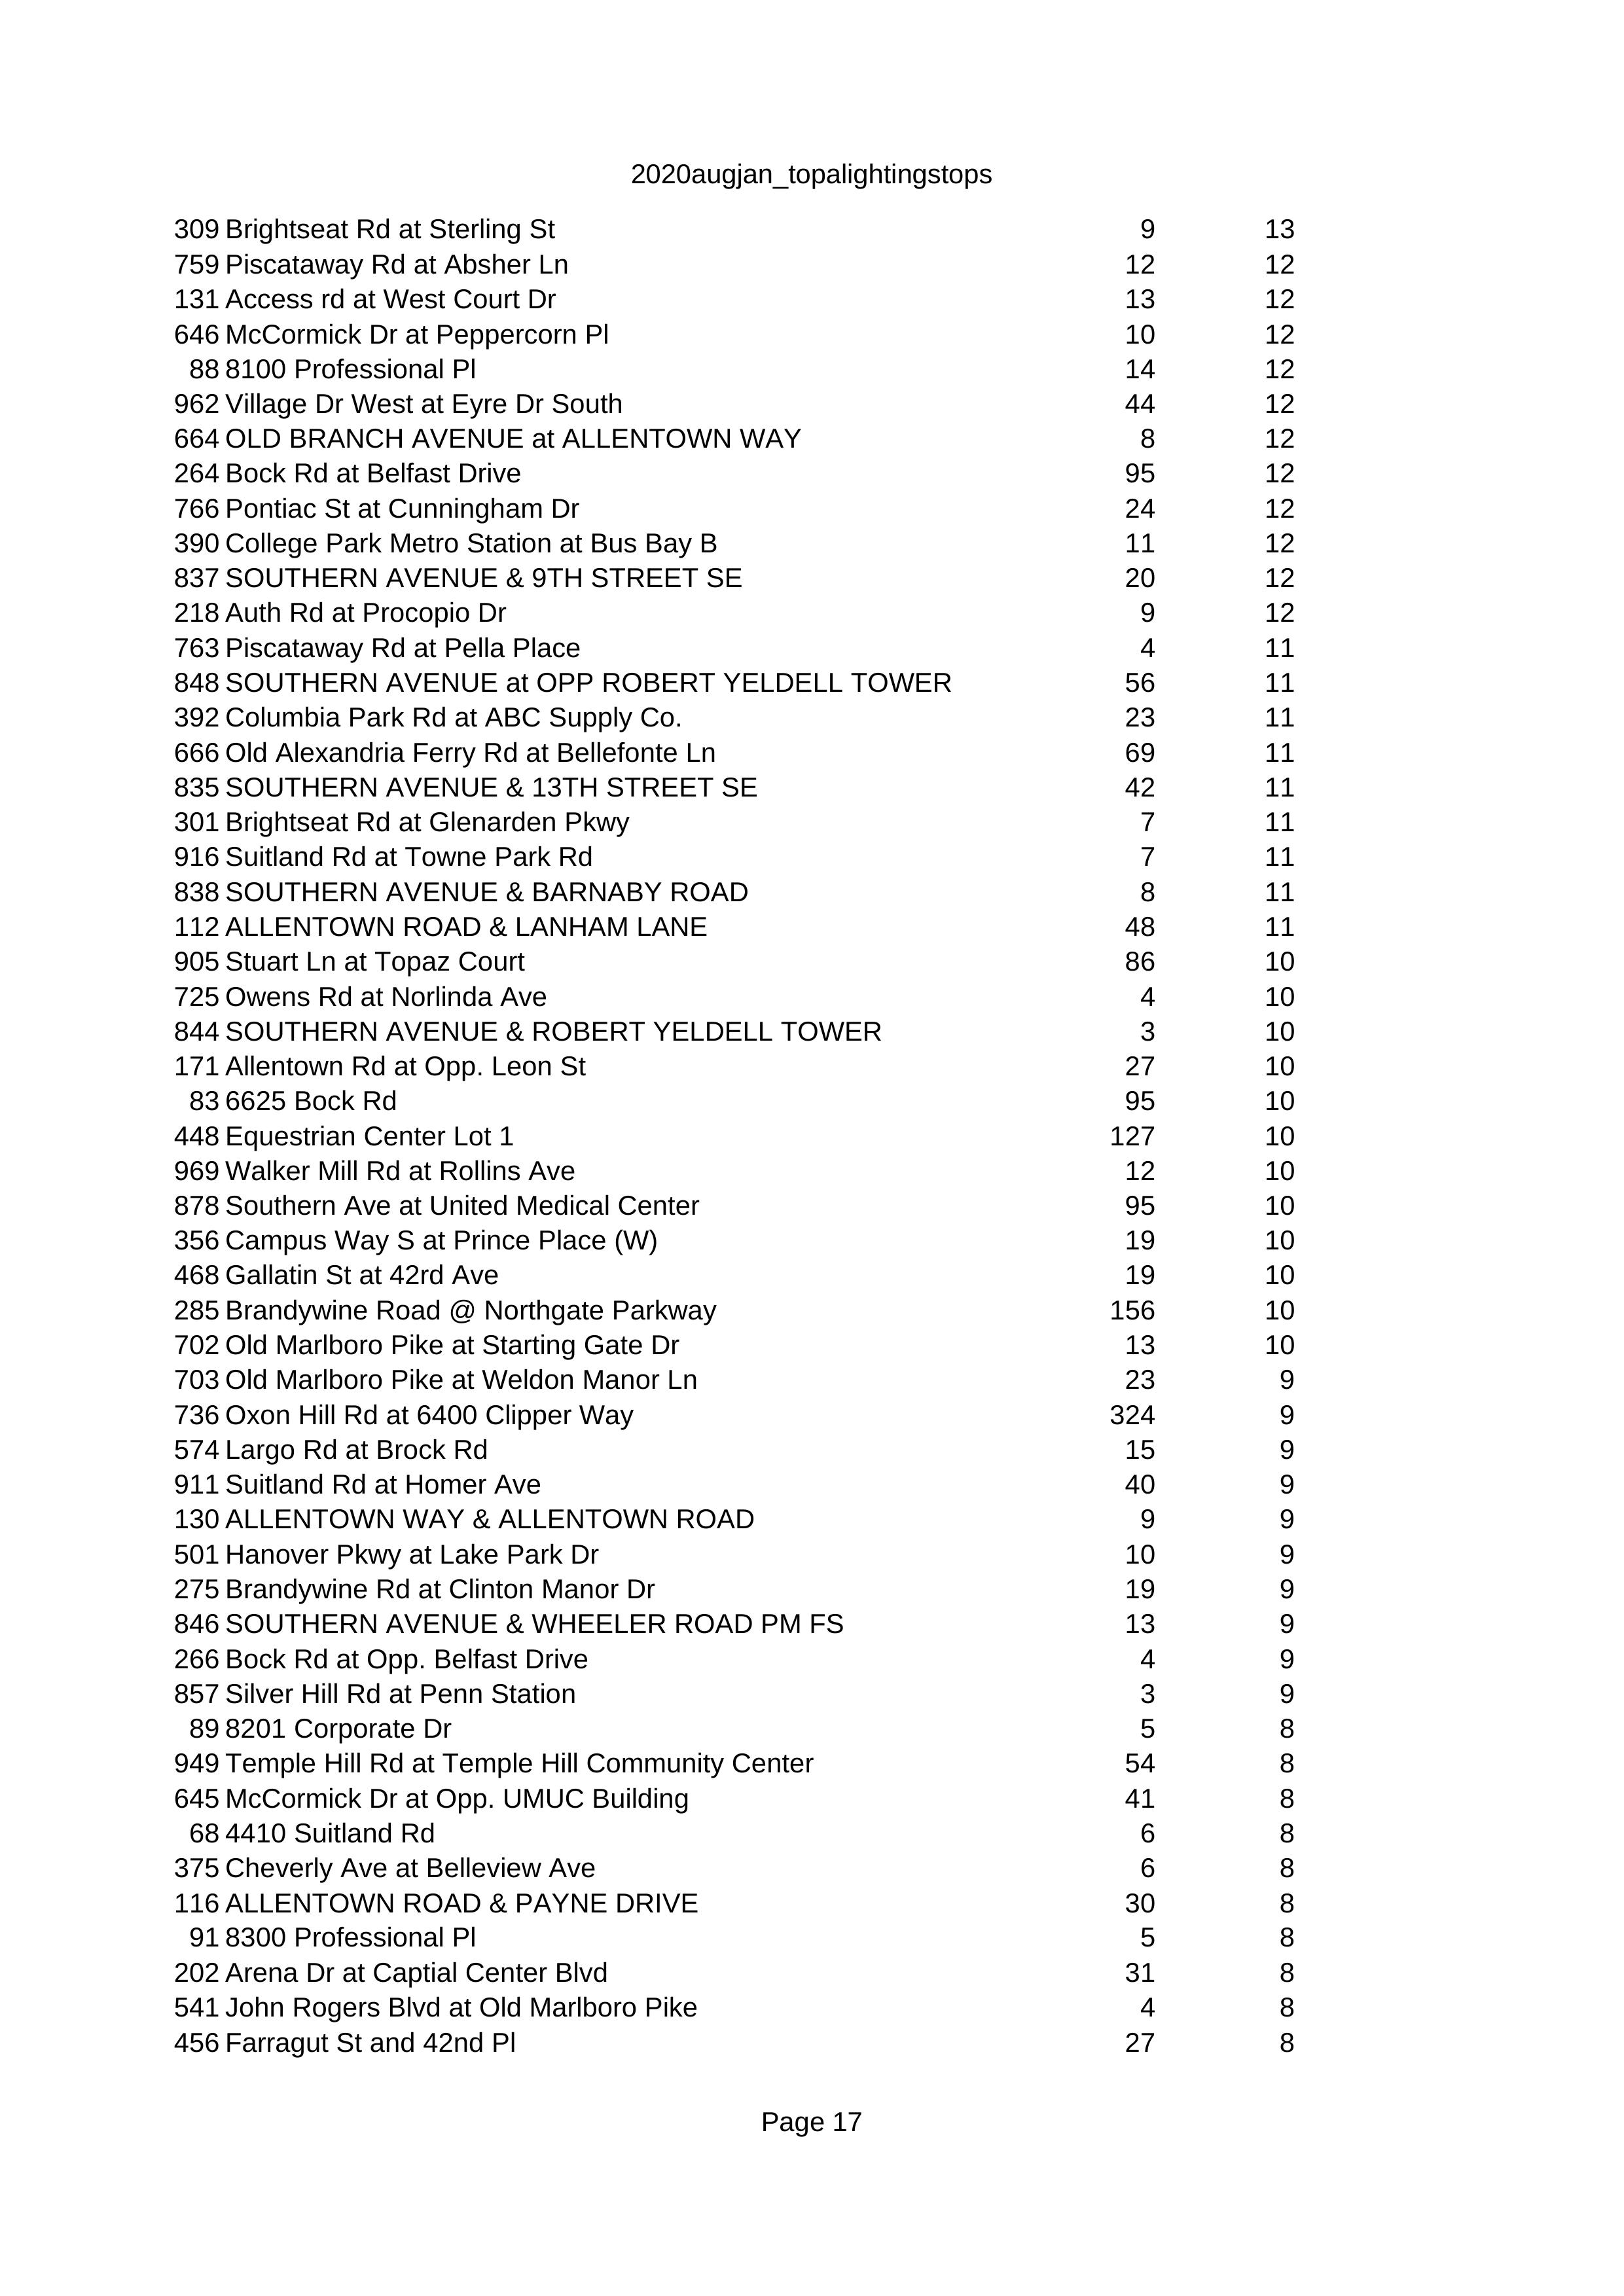 2020augjan_topalightingstops
309 Brightseat Rd at Sterling St 9 13
759 Piscataway Rd at Absher Ln 12 12
131 Access rd at West Court Dr 13 12
646 McCormick Dr at Peppercorn Pl 10 12
88 8100 Professional Pl 14 12
962 Village Dr West at Eyre Dr South 44 12
664 OLD BRANCH AVENUE at ALLENTOWN WAY 8 12
264 Bock Rd at Belfast Drive 95 12
766 Pontiac St at Cunningham Dr 24 12
390 College Park Metro Station at Bus Bay B 11 12
837 SOUTHERN AVENUE & 9TH STREET SE 20 12
218 Auth Rd at Procopio Dr 9 12
763 Piscataway Rd at Pella Place 4 11
848 SOUTHERN AVENUE at OPP ROBERT YELDELL TOWER 56 11
392 Columbia Park Rd at ABC Supply Co. 23 11
666 Old Alexandria Ferry Rd at Bellefonte Ln 69 11
835 SOUTHERN AVENUE & 13TH STREET SE 42 11
301 Brightseat Rd at Glenarden Pkwy 7 11
916 Suitland Rd at Towne Park Rd 7 11
838 SOUTHERN AVENUE & BARNABY ROAD 8 11
112 ALLENTOWN ROAD & LANHAM LANE 48 11
905 Stuart Ln at Topaz Court 86 10
725 Owens Rd at Norlinda Ave 4 10
844 SOUTHERN AVENUE & ROBERT YELDELL TOWER 3 10
171 Allentown Rd at Opp. Leon St 27 10
83 6625 Bock Rd 95 10
448 Equestrian Center Lot 1 127 10
969 Walker Mill Rd at Rollins Ave 12 10
878 Southern Ave at United Medical Center 95 10
356 Campus Way S at Prince Place (W) 19 10
468 Gallatin St at 42rd Ave 19 10
285 Brandywine Road @ Northgate Parkway 156 10
702 Old Marlboro Pike at Starting Gate Dr 13 10
703 Old Marlboro Pike at Weldon Manor Ln 23 9
736 Oxon Hill Rd at 6400 Clipper Way 324 9
574 Largo Rd at Brock Rd 15 9
911 Suitland Rd at Homer Ave 40 9
130 ALLENTOWN WAY & ALLENTOWN ROAD 9 9
501 Hanover Pkwy at Lake Park Dr 10 9
275 Brandywine Rd at Clinton Manor Dr 19 9
846 SOUTHERN AVENUE & WHEELER ROAD PM FS 13 9
266 Bock Rd at Opp. Belfast Drive 4 9
857 Silver Hill Rd at Penn Station 3 9
89 8201 Corporate Dr 5 8
949 Temple Hill Rd at Temple Hill Community Center 54 8
645 McCormick Dr at Opp. UMUC Building 41 8
68 4410 Suitland Rd 6 8
375 Cheverly Ave at Belleview Ave 6 8
116 ALLENTOWN ROAD & PAYNE DRIVE 30 8
91 8300 Professional Pl 5 8
202 Arena Dr at Captial Center Blvd 31 8
541 John Rogers Blvd at Old Marlboro Pike 4 8
456 Farragut St and 42nd Pl 27 8
Page 17